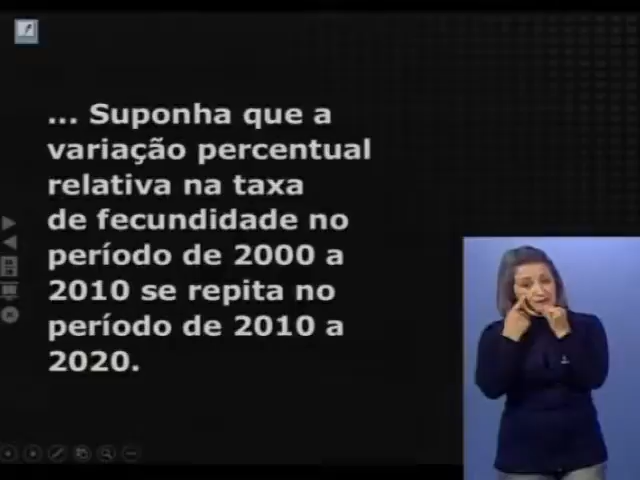 ... Suponha que a
variação percentual
relativa na taxa
de fecundidade no
período de 2000 a
2010 se repita no
período de 2010 a
2020.